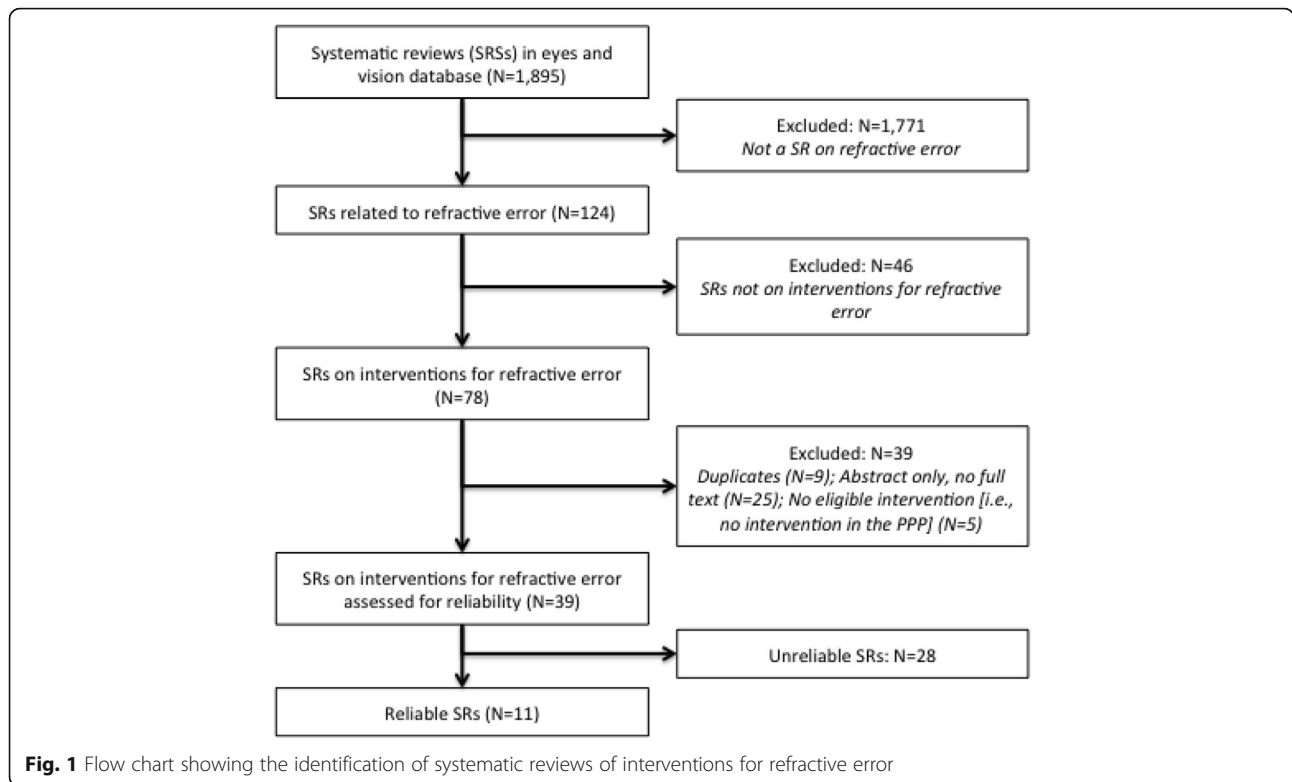 Systematic reviews (SRSs) in eyes and
vision database (N=1,895)
Excluded: N=1,771
Not a SR on refractive error
SRs related to refractive error (N=124)
Excluded: N=46
SRs not on interventions for refractive
error
SRs on interventions for refractive error
(N=78)
Excluded: N=39
Duplicates (N=9); Abstract only, no full
text (N=25); No eligible intervention [i.e.,
no intervention in the PPP] (N=5)
SRs on interventions for refractive error
assessed for reliability (N=39)
Unreliable SRs: N=28
Reliable SRs (N=11)
Fig. 1 Flow chart showing the identification of systematic reviews of interventions for refractive error